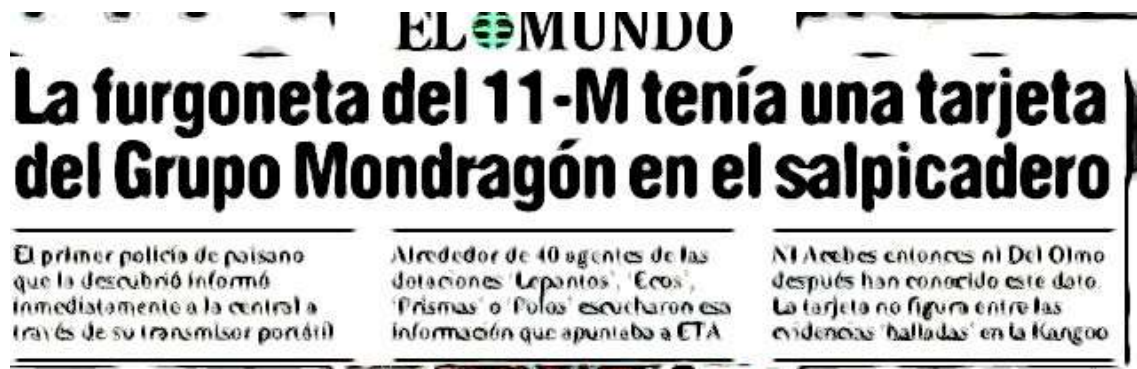 EL MUNDO
La furgoneta del 11-M tenía una tarjeta
del Grupo Mondragón en el salpicadero
El primer policía de paisano
que la descubrió informó
inmediatamente a la central a
través de su transmisor portátil
Alrededor de 40 agentes de las
dotaciones 'Lepantos', 'Ecos',
'Prismas' o 'Polos' escucharon esa
información que apuntaba a ETA
Ni Acebes entonces ni Del Olmo
después han conocido este dato.
La tarjeta no figura entre las
evidencias 'halladas' en la Kangoo